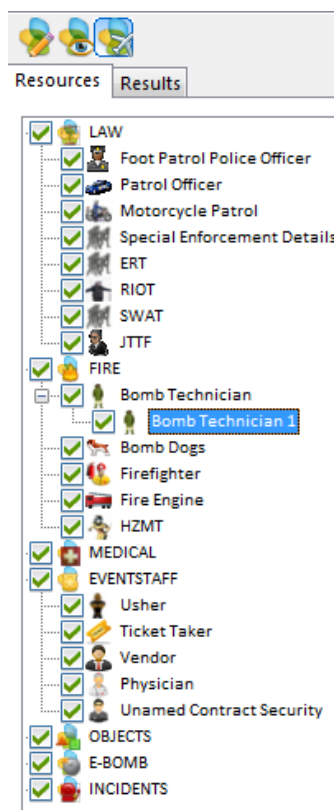 Resources
Results
LAW
Foot Patrol Police Officer
Patrol Officer
Motorcycle Patrol
Special Enforcement Details
ERT
RIOT
SWAT
JTTF
FIRE
Bomb Technician
Bomb Technician 1
Bomb Dogs
Firefighter
Fire Engine
HZMT
MEDICAL
EVENTSTAFF
Usher
Ticket Taker
Vendor
Physician
Unamed Contract Security
OBJECTS
E-BOMB
INCIDENTS